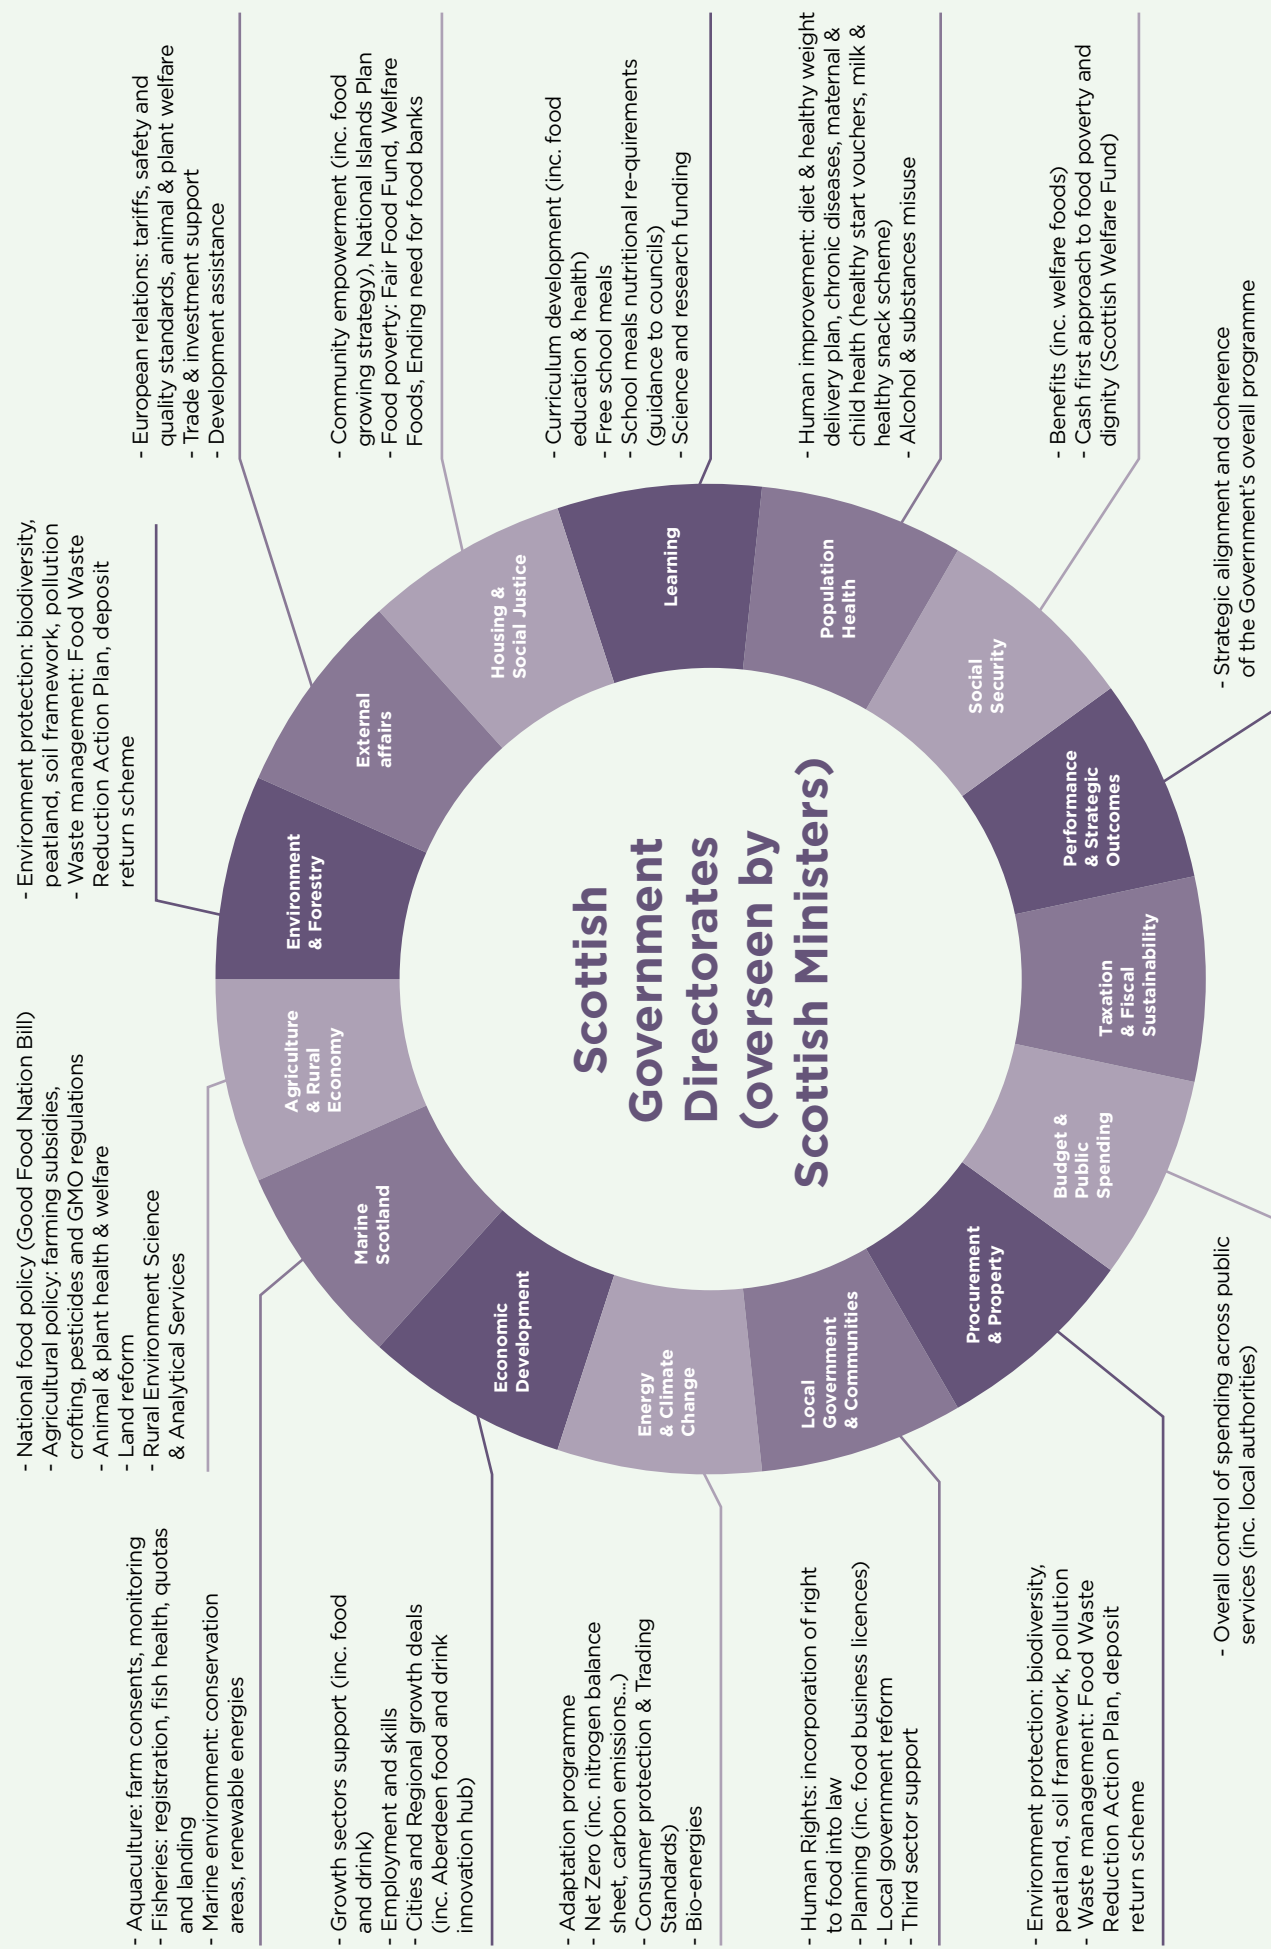 Scottish
Government
Directorates
(overseen by
Scottish Ministers)
Environment
& Forestry
- Environment protection: biodiversity,
peatland, soil framework, pollution
- Waste management: Food Waste
Reduction Action Plan, deposit
return scheme
External
affairs
- European relations: tariffs, safety and
quality standards, animal & plant welfare
- Trade & investment support
- Development assistance
Housing &
Social Justice
- Community empowerment (inc. food
growing strategy), National Islands Plan
- Food poverty: Fair Food Fund, Welfare
Foods, Ending need for food banks
Learning
- Curriculum development (inc. food
education & health)
- Free school meals
- School meals nutritional re-quirements
(guidance to councils)
- Science and research funding
Population
Health
- Human improvement: diet & healthy weight
delivery plan, chronic diseases, maternal &
child health (healthy start vouchers, milk &
healthy snack scheme)
- Alcohol & substances misuse
Social
Security
- Benefits (inc. welfare foods)
- Cash first approach to food poverty and
dignity (Scottish Welfare Fund)
Performance
& Strategic
Outcomes
- Strategic alignment and coherence
of the Government's overall programme
Taxation
& Fiscal
Sustainability
Budget &
Public
Spending
- Overall control of spending across public
services (inc. local authorities)
Procurement
& Property
- Environment protection: biodiversity,
peatland, soil framework, pollution
- Waste management: Food Waste
Reduction Action Plan, deposit
return scheme
Local
Government
& Communities
- Human Rights: incorporation of right
to food into law
- Planning (inc. food business licences)
- Local government reform
- Third sector support
Energy
& Climate
Change
- Adaptation programme
- Net Zero (inc. nitrogen balance
sheet, carbon emissions...)
- Consumer protection & Trading
Standards)
- Bio-energies
Economic
Development
- Growth sectors support (inc. food
and drink)
- Employment and skills
- Cities and Regional growth deals
(inc. Aberdeen food and drink
innovation hub)
Marine
Scotland
- Aquaculture: farm consents, monitoring
- Fisheries: registration, fish health, quotas
and landing
- Marine environment: conservation
areas, renewable energies
Agriculture
& Rural
Economy
- National food policy (Good Food Nation Bill)
- Agricultural policy: farming subsidies,
crofting, pesticides and GMO regulations
- Animal & plant health & welfare
- Land reform
- Rural Environment Science
& Analytical Services